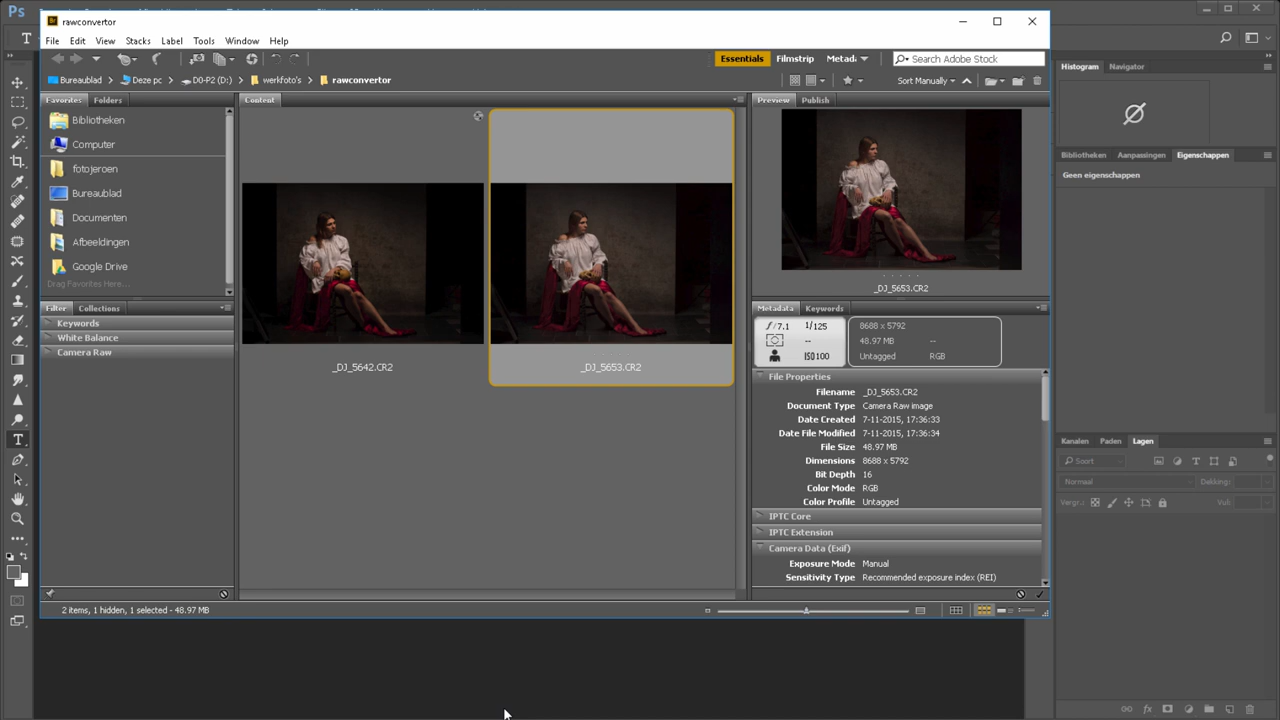 Ps
Br rawconvertor
File Edit View Stacks Label Tools Window Help
Essentials Filmstrip Metad Search Adobe Stock
Bureaublad Deze pc D0-P2 (D:) werkfoto's rawconvertor
Sort Manually
Favorites Folders
Bibliotheken
Computer
fotojeroen
Bureaublad
Documenten
Afbeeldingen
Google Drive
Drag Favorites Here...
Filter Collections
Keywords
White Balance
Camera Raw
Content
_DJ_5642.CR2
_DJ_5653.CR2
Preview Publish
_DJ_5653.CR2
Metadata Keywords
ƒ/7.1 1/125
--
ISO100
8688 x 5792
48.97 MB --
Untagged RGB
File Properties
Filename _DJ_5653.CR2
Document Type Camera Raw image
Date Created 7-11-2015, 17:36:33
Date File Modified 7-11-2015, 17:36:34
File Size 48.97 MB
Dimensions 8688 x 5792
Bit Depth 16
Color Mode RGB
Color Profile Untagged
IPTC Core
IPTC Extension
Camera Data (Exif)
Exposure Mode Manual
Sensitivity Type Recommended exposure index (REI)
2 items, 1 hidden, 1 selected - 48.97 MB
Histogram Navigator
Bibliotheken Aanpassingen Eigenschappen
Geen eigenschappen
Kanalen Paden Lagen
Soort
Normaal Dekking:
Vergr.: Vul:
fx